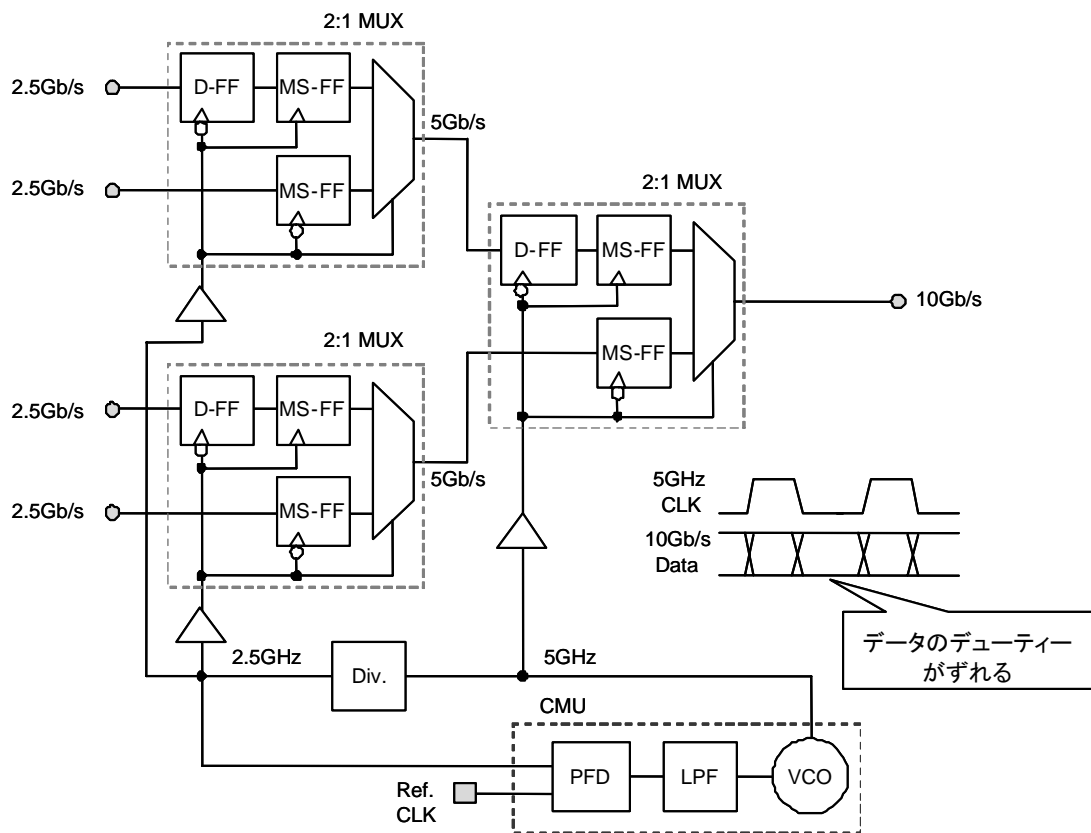 2:1 MUX
2.5Gb/s
D-FF
MS-FF
5Gb/s
2.5Gb/s
MS-FF
2:1 MUX
D-FF
MS-FF
10Gb/s
MS-FF
2:1 MUX
2.5Gb/s
D-FF
MS-FF
5Gb/s
2.5Gb/s
MS-FF
5GHz
CLK
10Gb/s
Data
データのデューティー
がずれる
2.5GHz
Div.
5GHz
CMU
PFD
LPF
VCO
Ref.
CLK